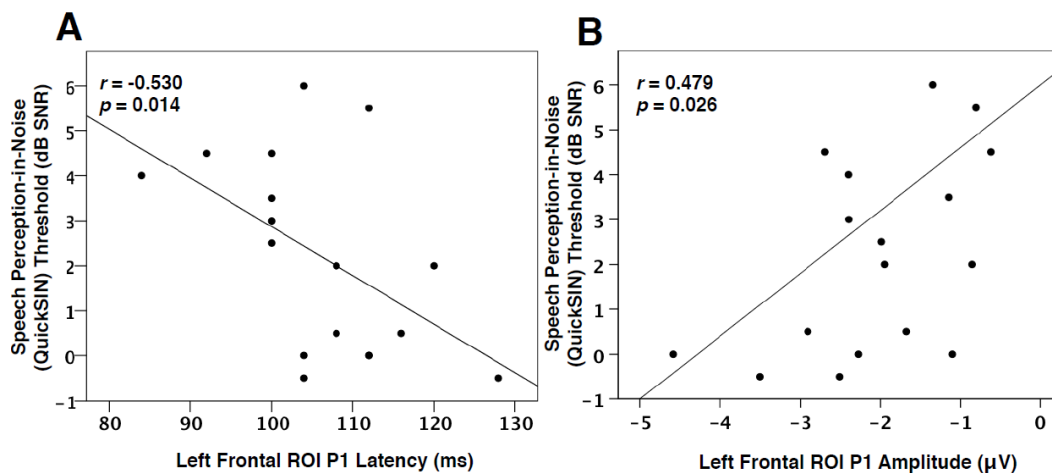 A
r = -0.530
p = 0.014
Speech Perception-in-Noise
(QuickSIN) Threshold (dB SNR)
6
5
4
3
2
1
0
-1
80
90
100
110
120
130
Left Frontal ROI P1 Latency (ms)
B
r = 0.479
p = 0.026
Speech Perception-in-Noise
(QuickSIN) Threshold (dB SNR)
6
5
4
3
2
1
0
-1
-5
-4
-3
-2
-1
0
Left Frontal ROI P1 Amplitude (μV)